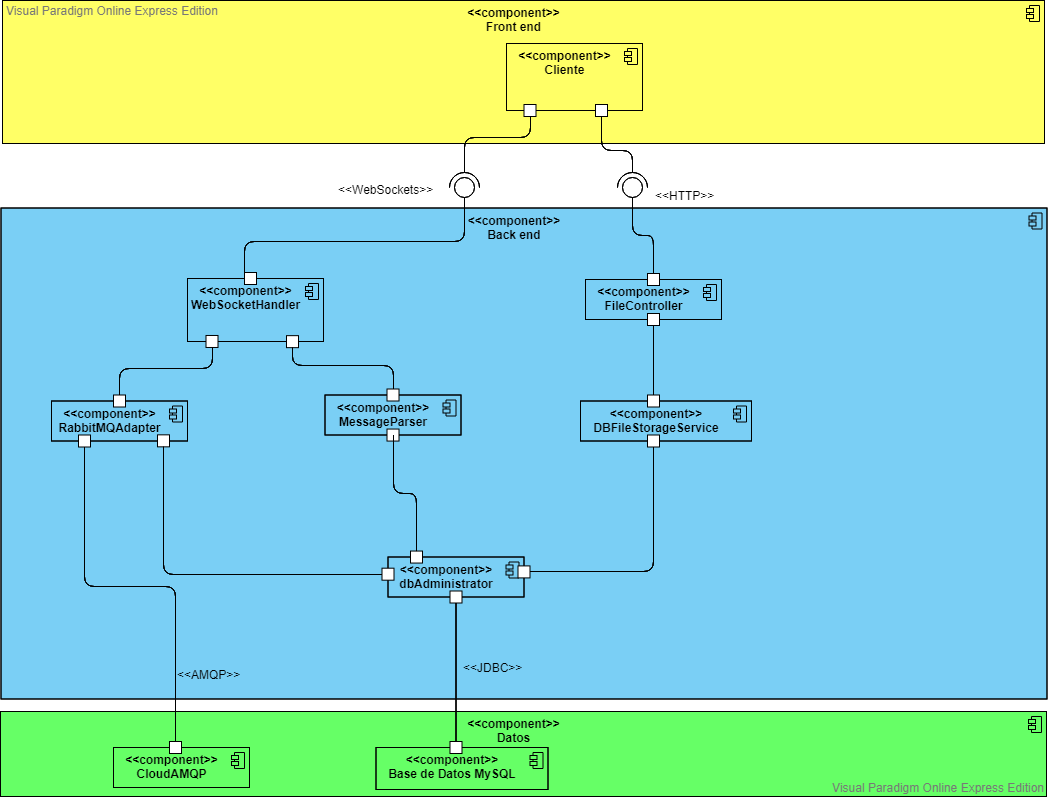 Visual Paradigm Online Express Edition
<<component>>
Front end
<<component>>
Cliente
<<WebSockets>>
<<HTTP>>
<<component>>
Back end
<<component>>
WebSocketHandler
<<component>>
FileController
<<component>>
RabbitMQAdapter
<<component>>
MessageParser
<<component>>
DBFileStorageService
<<component>>
dbAdministrator
<<AMQP>>
<<JDBC>>
<<component>>
Datos
<<component>>
CloudAMQP
<<component>>
Base de Datos MySQL
Visual Paradigm Online Express Edition